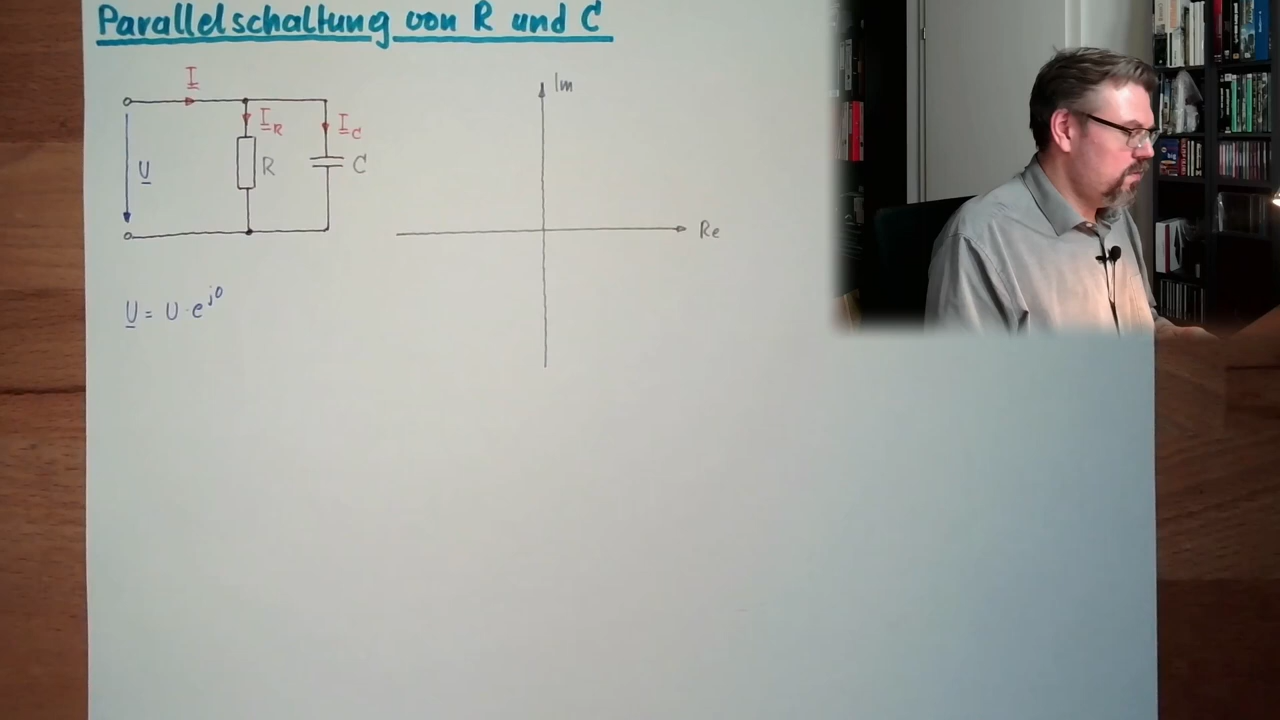 Parallelschaltung von R und C
I
I_R
I_C
U
R
C
U = U · e^{j0}
Im
Re